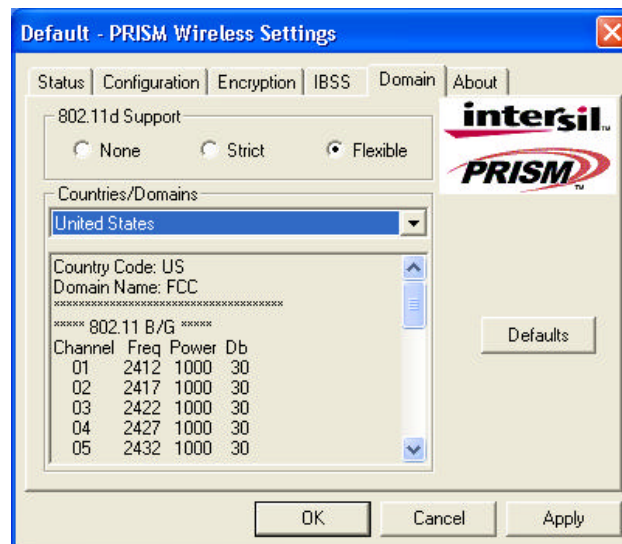 Default - PRISM Wireless Settings
Status Configuration Encryption IBSS Domain About
802.11d Support
None Strict Flexible
intersil™
PRISM™
Countries/Domains
United States
Country Code: US
Domain Name: FCC
************************************
***** 802.11 B/G *****
Channel Freq Power Db
01 2412 1000 30
02 2417 1000 30
03 2422 1000 30
04 2427 1000 30
05 2432 1000 30
Defaults
OK Cancel Apply